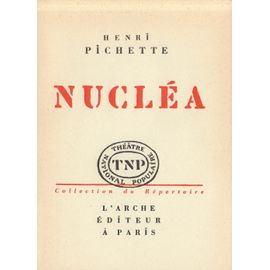 HENRI
PICHETTE
NUCLÉA
THÉÂTRE
TNP
NATIONAL POPULAIRE
Collection du Répertoire
L'ARCHE
ÉDITEUR
À PARIS